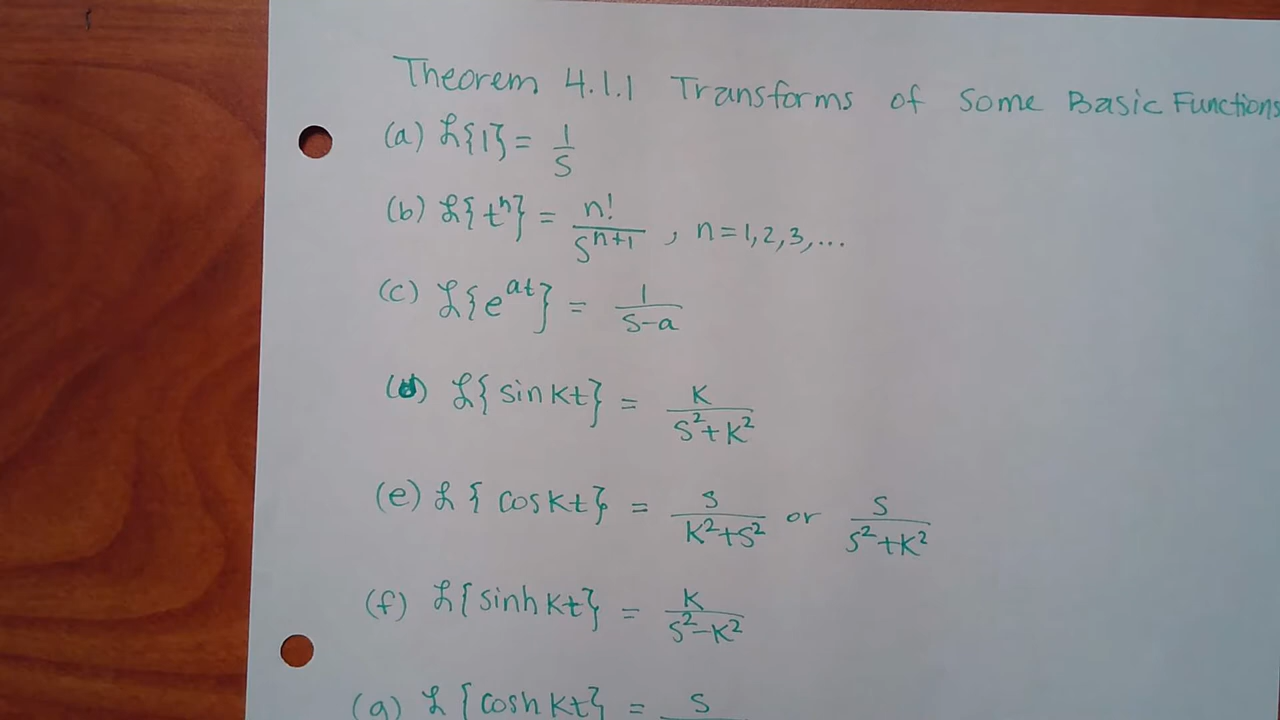 Theorem 4.1.1 Transforms of Some Basic Functions
(a) ℒ{1} = 1/s
(b) ℒ{tⁿ} = n!/sⁿ⁺¹ , n=1,2,3,...
(c) ℒ{e^(at)} = 1/(s-a)
(d) ℒ{sin kt} = k/(s²+k²)
(e) ℒ{cos kt} = s/(k²+s²) or s/(s²+k²)
(f) ℒ{sinh kt} = k/(s²-k²)
(g) ℒ{cosh kt} = s